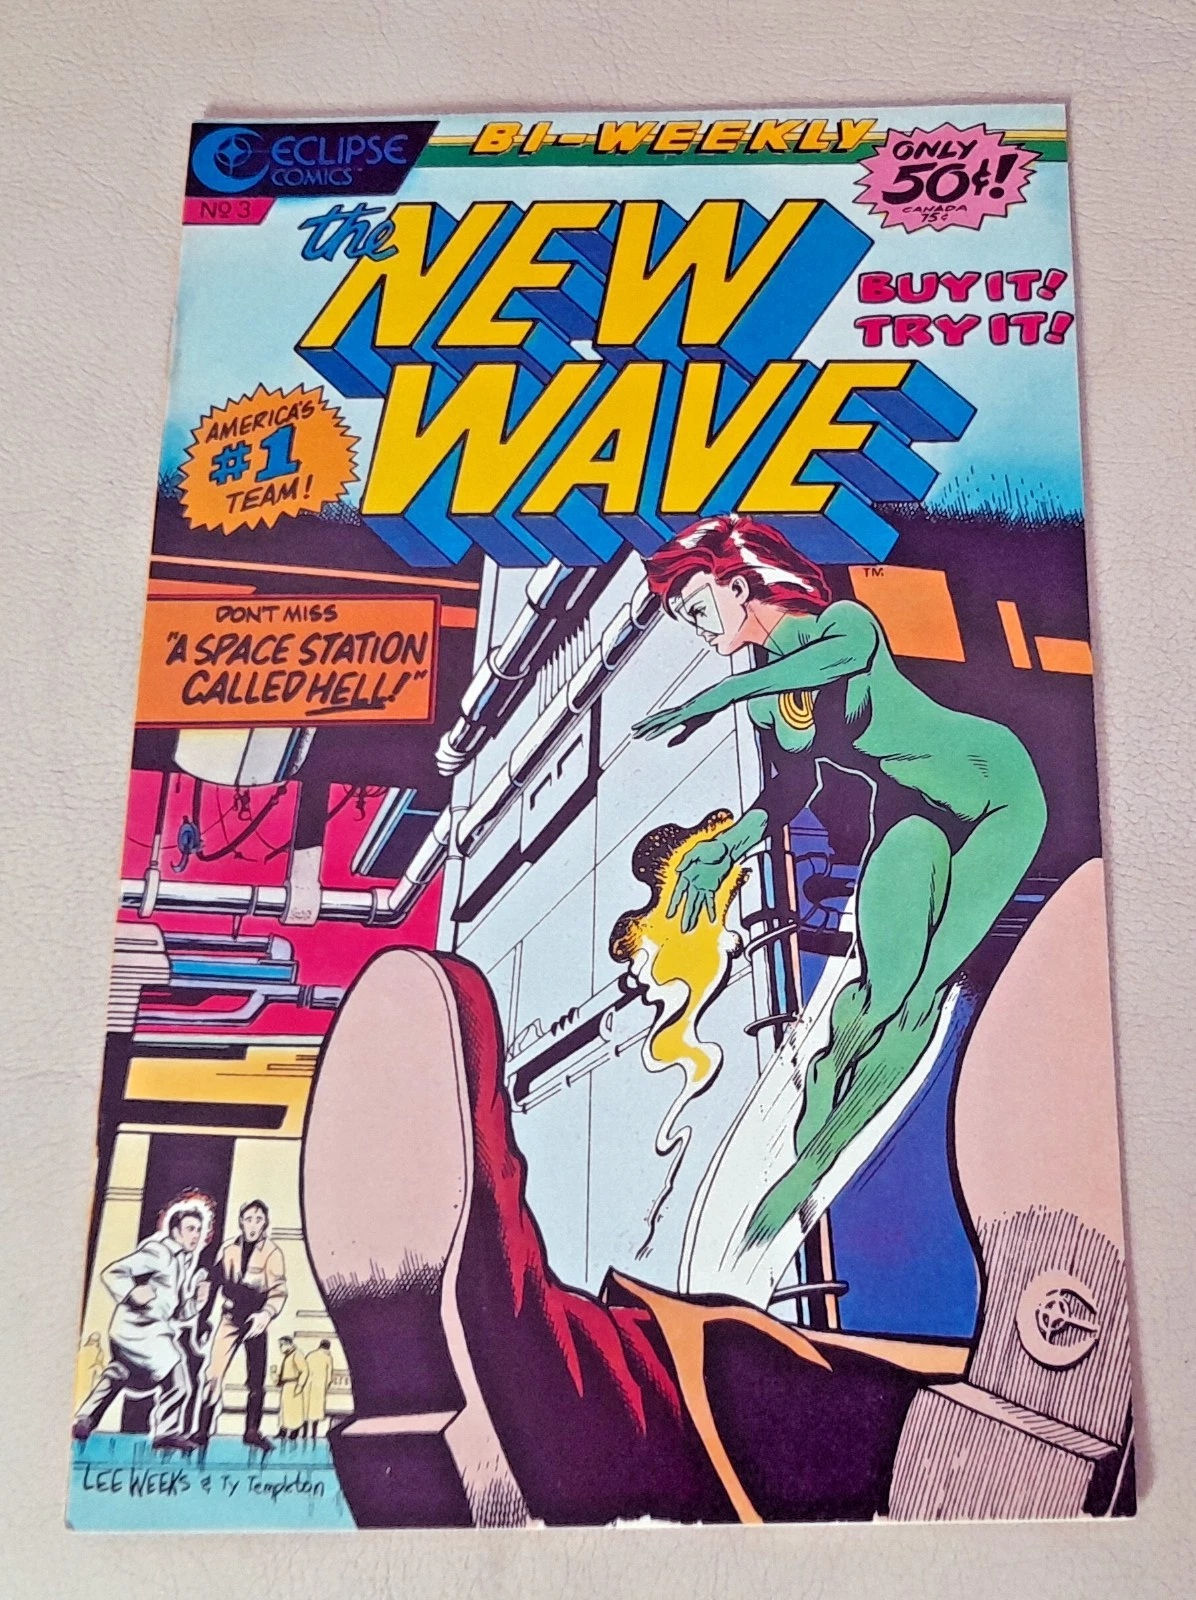 ECLIPSE
COMICS™
BI-WEEKLY
ONLY
50¢!
CANADA
75¢
Nº 3
the
NEW
WAVE
TM
BUY IT!
TRY IT!
AMERICA'S
#1
TEAM!
DON'T MISS
"A SPACE STATION
CALLED HELL!"
LEE WEEKS & Ty Templeton